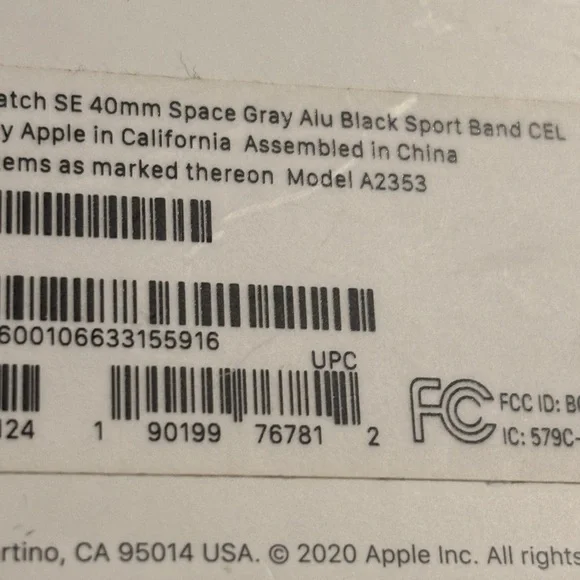 atch SE 40mm Space Gray Alu Black Sport Band CEL
y Apple in California Assembled in China
ems as marked thereon Model A2353
600106633155916
UPC
124 1 90199 76781 2
FC FCC ID: BC
IC: 579C-
rtino, CA 95014 USA. © 2020 Apple Inc. All rights